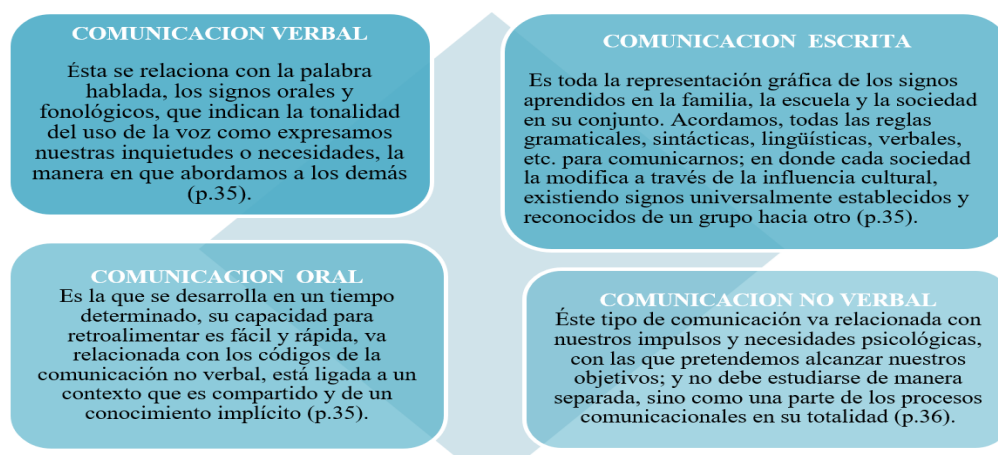 COMUNICACION VERBAL
Ésta se relaciona con la palabra
hablada, los signos orales y
fonológicos, que indican la tonalidad
del uso de la voz como expresamos
nuestras inquietudes o necesidades, la
manera en que abordamos a los demás
(p.35).
COMUNICACION ESCRITA
Es toda la representación gráfica de los signos
aprendidos en la familia, la escuela y la sociedad
en su conjunto. Acordamos, todas las reglas
gramaticales, sintácticas, lingüísticas, verbales,
etc. para comunicarnos; en donde cada sociedad
la modifica a través de la influencia cultural,
existiendo signos universalmente establecidos y
reconocidos de un grupo hacia otro (p.35).
COMUNICACION ORAL
Es la que se desarrolla en un tiempo
determinado, su capacidad para
retroalimentar es fácil y rápida, va
relacionada con los códigos de la
comunicación no verbal, está ligada a un
contexto que es compartido y de un
conocimiento implícito (p.35).
COMUNICACION NO VERBAL
Éste tipo de comunicación va relacionada con
nuestros impulsos y necesidades psicológicas,
con las que pretendemos alcanzar nuestros
objetivos; y no debe estudiarse de manera
separada, sino como una parte de los procesos
comunicacionales en su totalidad (p.36).